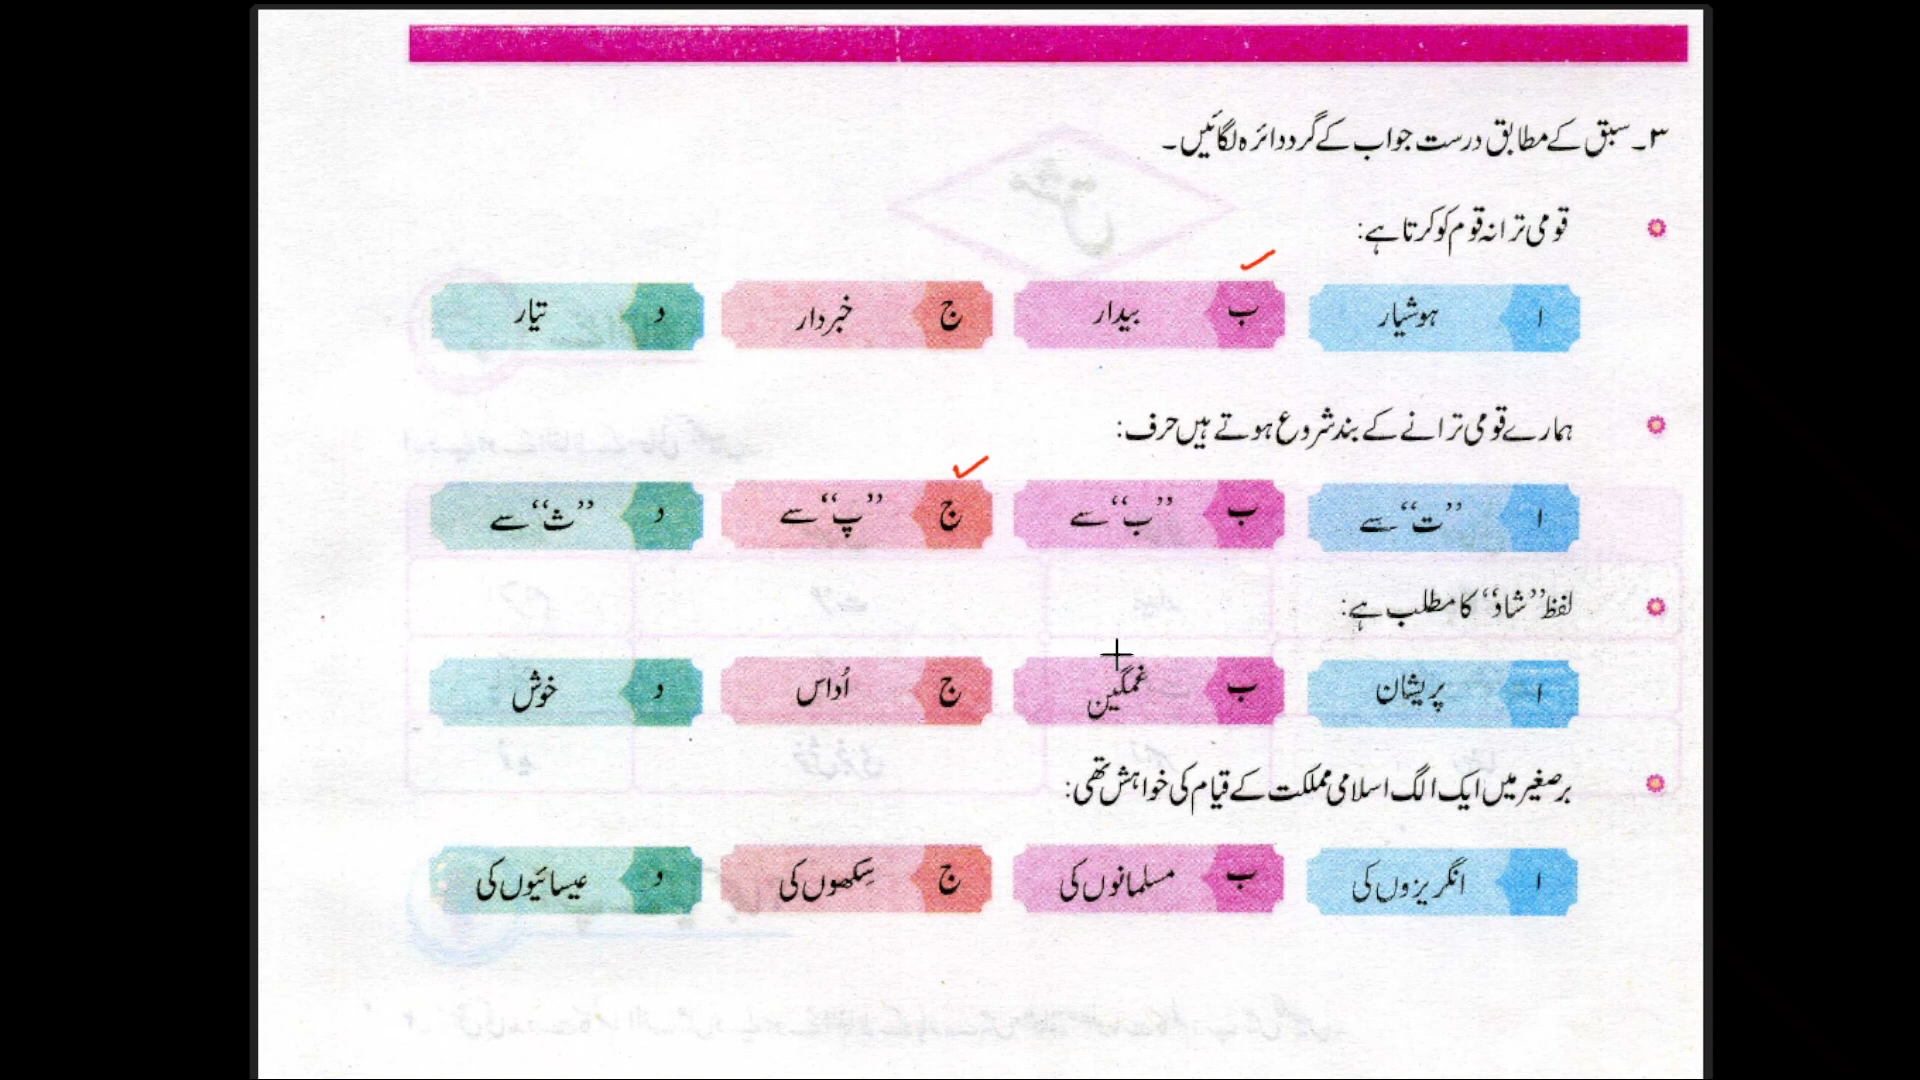 ۳۔ سبق کے مطابق درست جواب کے گرد دائرہ لگائیں۔
قومی ترانہ قوم کو کرتا ہے:
ا ہوشیار ب بیدار ج خبردار د تیّار
ہمارے قومی ترانے کے بند شروع ہوتے ہیں حرف:
ا ”ت“ سے ب ”ب“ سے ج ”پ“ سے د ”ث“ سے
لفظ ”شاد“ کا مطلب ہے:
ا پریشان ب غمگین ج اُداس د خوش
برصغیر میں ایک الگ اسلامی مملکت کے قیام کی خواہش تھی:
ا انگریزوں کی ب مسلمانوں کی ج سِکھوں کی د عیسائیوں کی